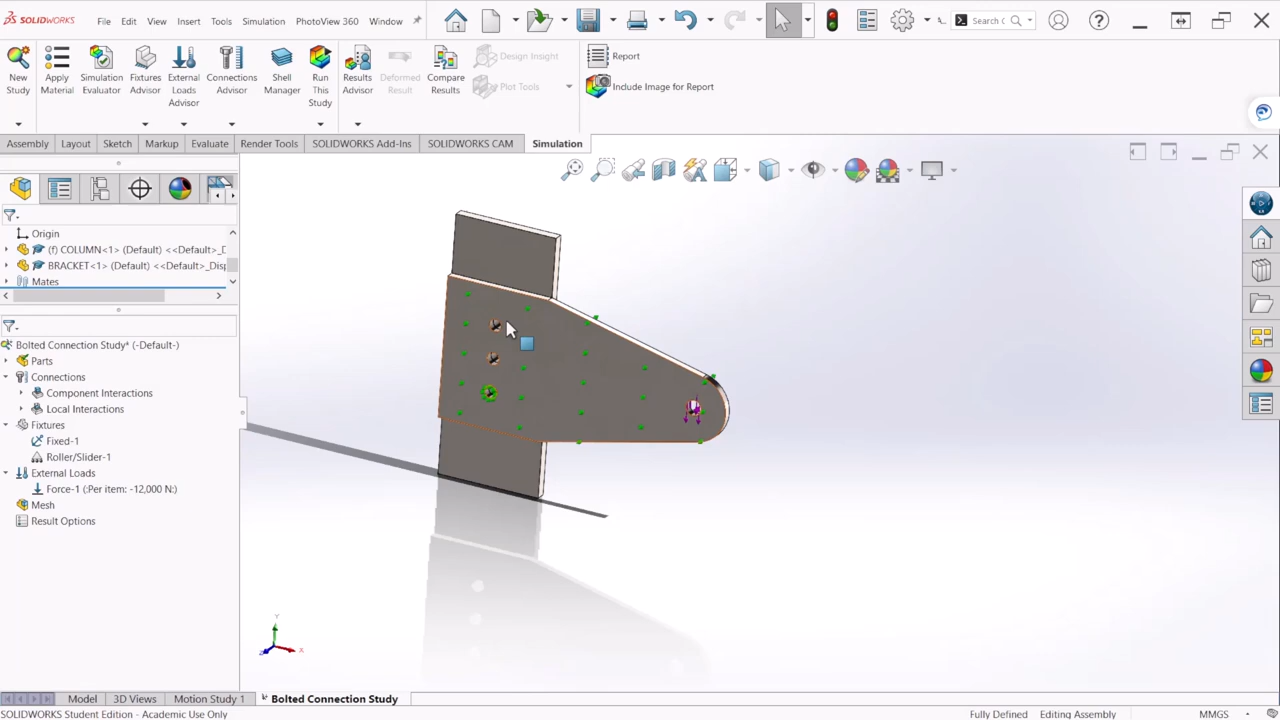 SOLIDWORKS
File
Edit
View
Insert
Tools
Simulation
PhotoView 360
Window
Search C
New Study
Apply Material
Simulation Evaluator
Fixtures Advisor
External Loads Advisor
Connections Advisor
Shell Manager
Run This Study
Results Advisor
Deformed Result
Compare Results
Design Insight
Plot Tools
Report
Include Image for Report
Assembly
Layout
Sketch
Markup
Evaluate
Render Tools
SOLIDWORKS Add-Ins
SOLIDWORKS CAM
Simulation
Origin
(f) COLUMN<1> (Default) <<Default>_D
BRACKET<1> (Default) <<Default>_Disp
Mates
Bolted Connection Study* (-Default-)
Parts
Connections
Component Interactions
Local Interactions
Fixtures
Fixed-1
Roller/Slider-1
External Loads
Force-1 (:Per item: -12,000 N:)
Mesh
Result Options
Y
X
Z
Model
3D Views
Motion Study 1
Bolted Connection Study
SOLIDWORKS Student Edition - Academic Use Only
Fully Defined
Editing Assembly
MMGS